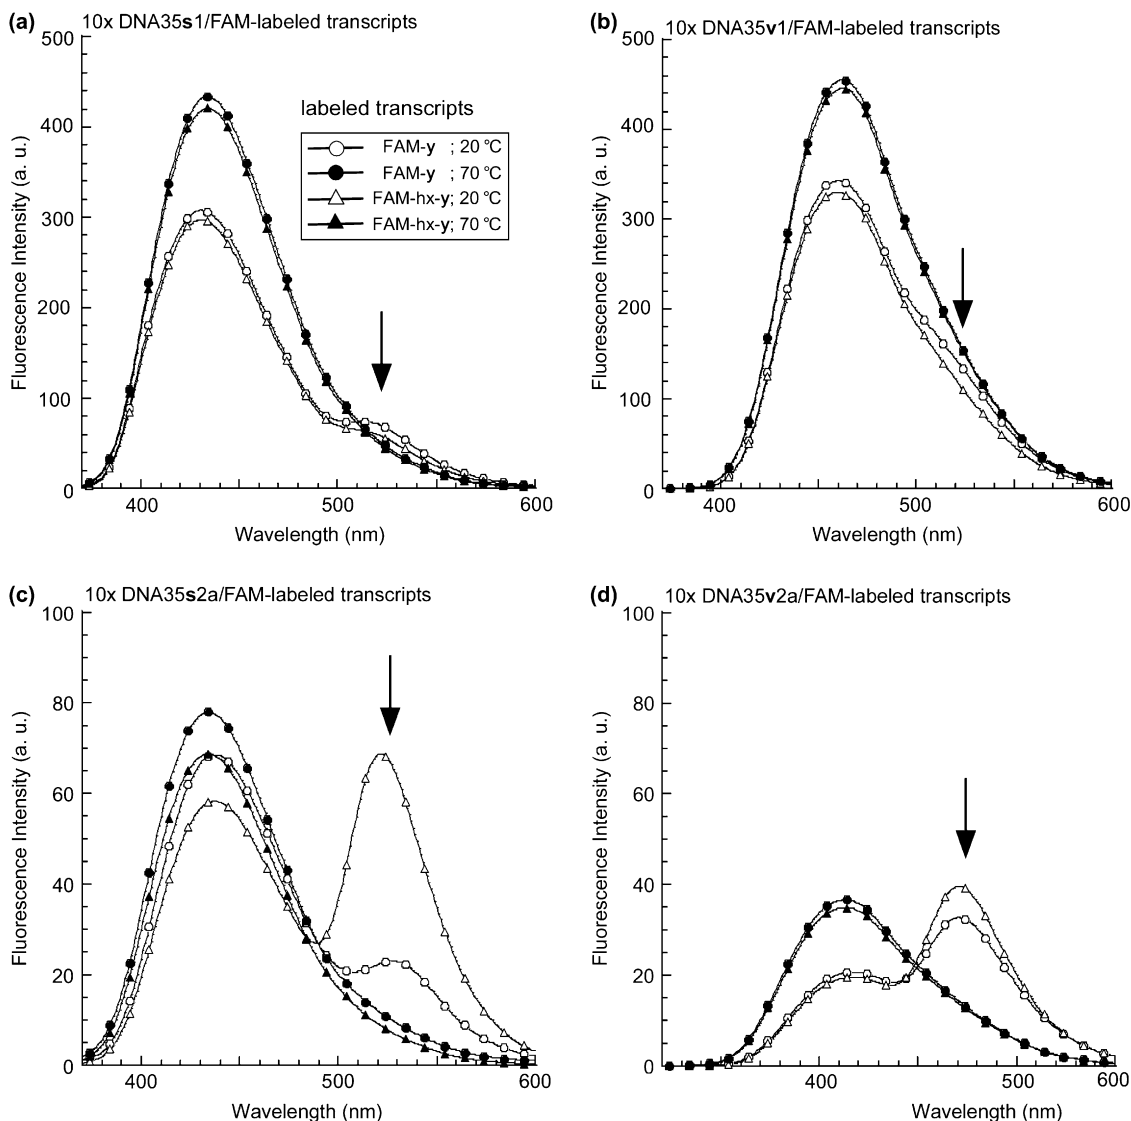 (a) 10x DNA35s1/FAM-labeled transcripts
500
400
300
200
100
0
Fluorescence Intensity (a. u.)
labeled transcripts
FAM-y ; 20 °C
FAM-y ; 70 °C
FAM-hx-y; 20 °C
FAM-hx-y; 70 °C
400 500 600
Wavelength (nm)
(b) 10x DNA35v1/FAM-labeled transcripts
500
400
300
200
100
0
Fluorescence Intensity (a. u.)
400 500 600
Wavelength (nm)
(c) 10x DNA35s2a/FAM-labeled transcripts
100
80
60
40
20
0
Fluorescence Intensity (a. u.)
400 500 600
Wavelength (nm)
(d) 10x DNA35v2a/FAM-labeled transcripts
100
80
60
40
20
0
Fluorescence Intensity (a. u.)
400 500 600
Wavelength (nm)